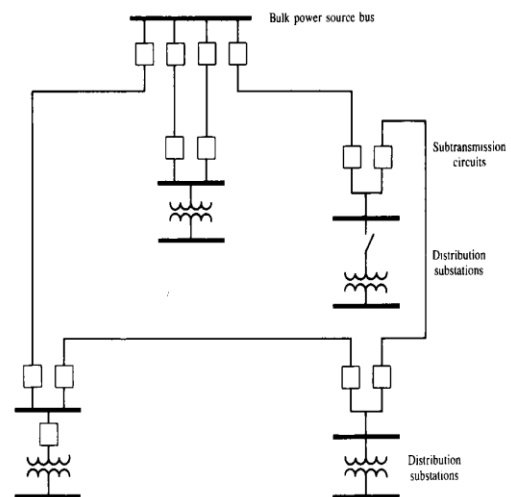 Bulk power source bus
Subtransmission
circuits
Distribution
substations
Distribution
substations